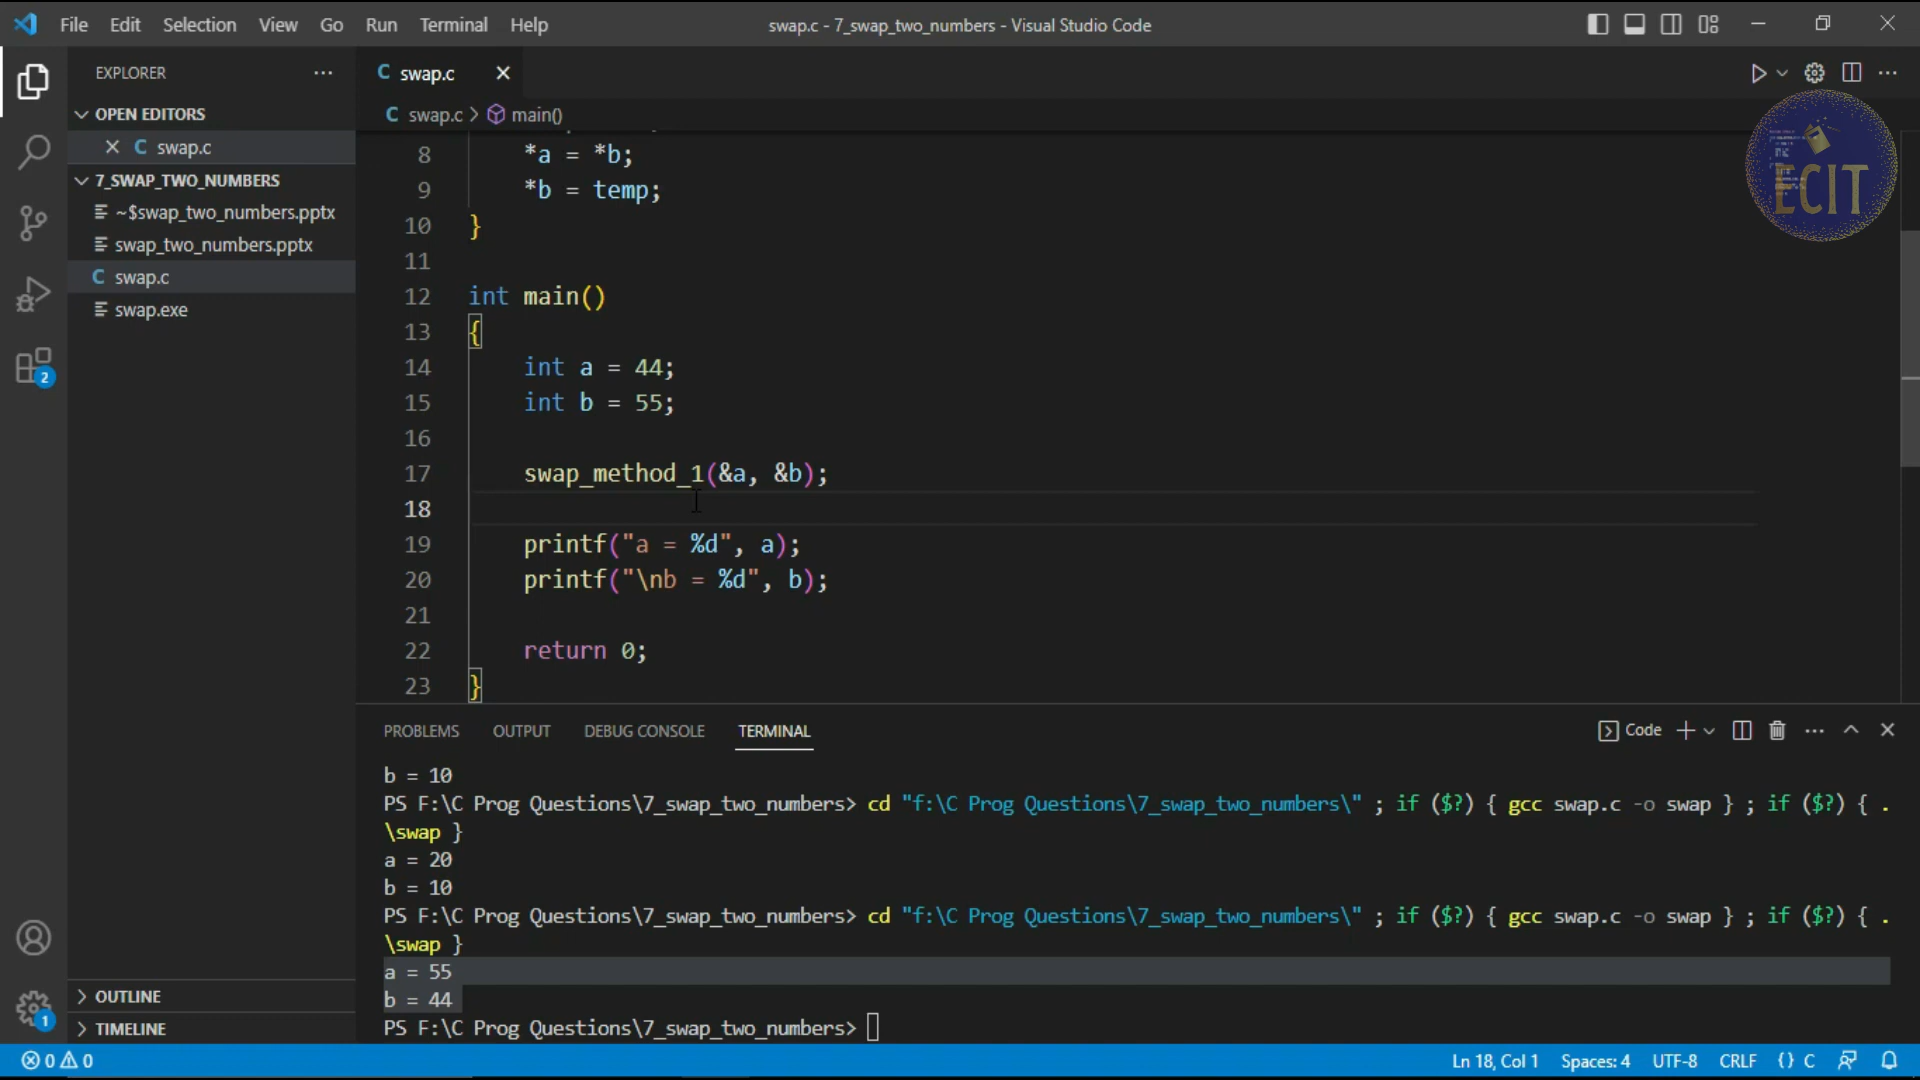 File Edit Selection View Go Run Terminal Help
swap.c - 7_swap_two_numbers - Visual Studio Code
EXPLORER
OPEN EDITORS
swap.c
7_SWAP_TWO_NUMBERS
~$swap_two_numbers.pptx
swap_two_numbers.pptx
swap.c
swap.exe
OUTLINE
TIMELINE
2
1
swap.c
swap.c > main()
ECIT
8 *a = *b;
9 *b = temp;
10 }
11
12 int main()
13 {
14 int a = 44;
15 int b = 55;
16
17 swap_method_1(&a, &b);
18
19 printf("a = %d", a);
20 printf("\nb = %d", b);
21
22 return 0;
23 }
PROBLEMS OUTPUT DEBUG CONSOLE TERMINAL
Code
b = 10
PS F:\C Prog Questions\7_swap_two_numbers> cd "f:\C Prog Questions\7_swap_two_numbers\" ; if ($?) { gcc swap.c -o swap } ; if ($?) { .
\swap }
a = 20
b = 10
PS F:\C Prog Questions\7_swap_two_numbers> cd "f:\C Prog Questions\7_swap_two_numbers\" ; if ($?) { gcc swap.c -o swap } ; if ($?) { .
\swap }
a = 55
b = 44
PS F:\C Prog Questions\7_swap_two_numbers>
0 0
Ln 18, Col 1 Spaces: 4 UTF-8 CRLF {} C